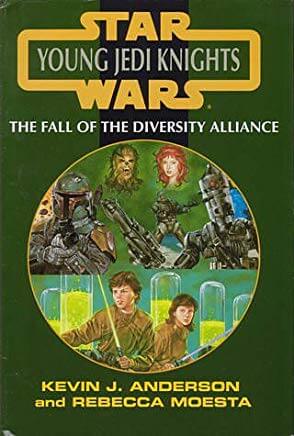 STAR
YOUNG JEDI KNIGHTS
WARS®
THE FALL OF THE DIVERSITY ALLIANCE
KEVIN J. ANDERSON
and REBECCA MOESTA